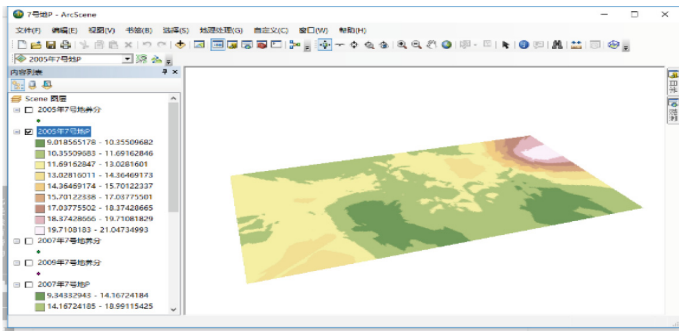 7号地P - ArcScene
文件(F) 编辑(E) 视图(V) 书签(B) 选择(S) 地理处理(G) 自定义(C) 窗口(W) 帮助(H)
2005年7号地P
内容列表
Scene 图层
2005年7号地养分
2005年7号地P
9.018565178 - 10.35509682
10.35509683 - 11.69162846
11.69162847 - 13.0281601
13.02816011 - 14.36469173
14.36469174 - 15.70122337
15.70122338 - 17.03775501
17.03775502 - 18.37428665
18.37428666 - 19.71081829
19.7108183 - 21.04734993
2007年7号地养分
2009年7号地养分
2007年7号地P
9.34332943 - 14.16724184
14.16724185 - 18.99115425